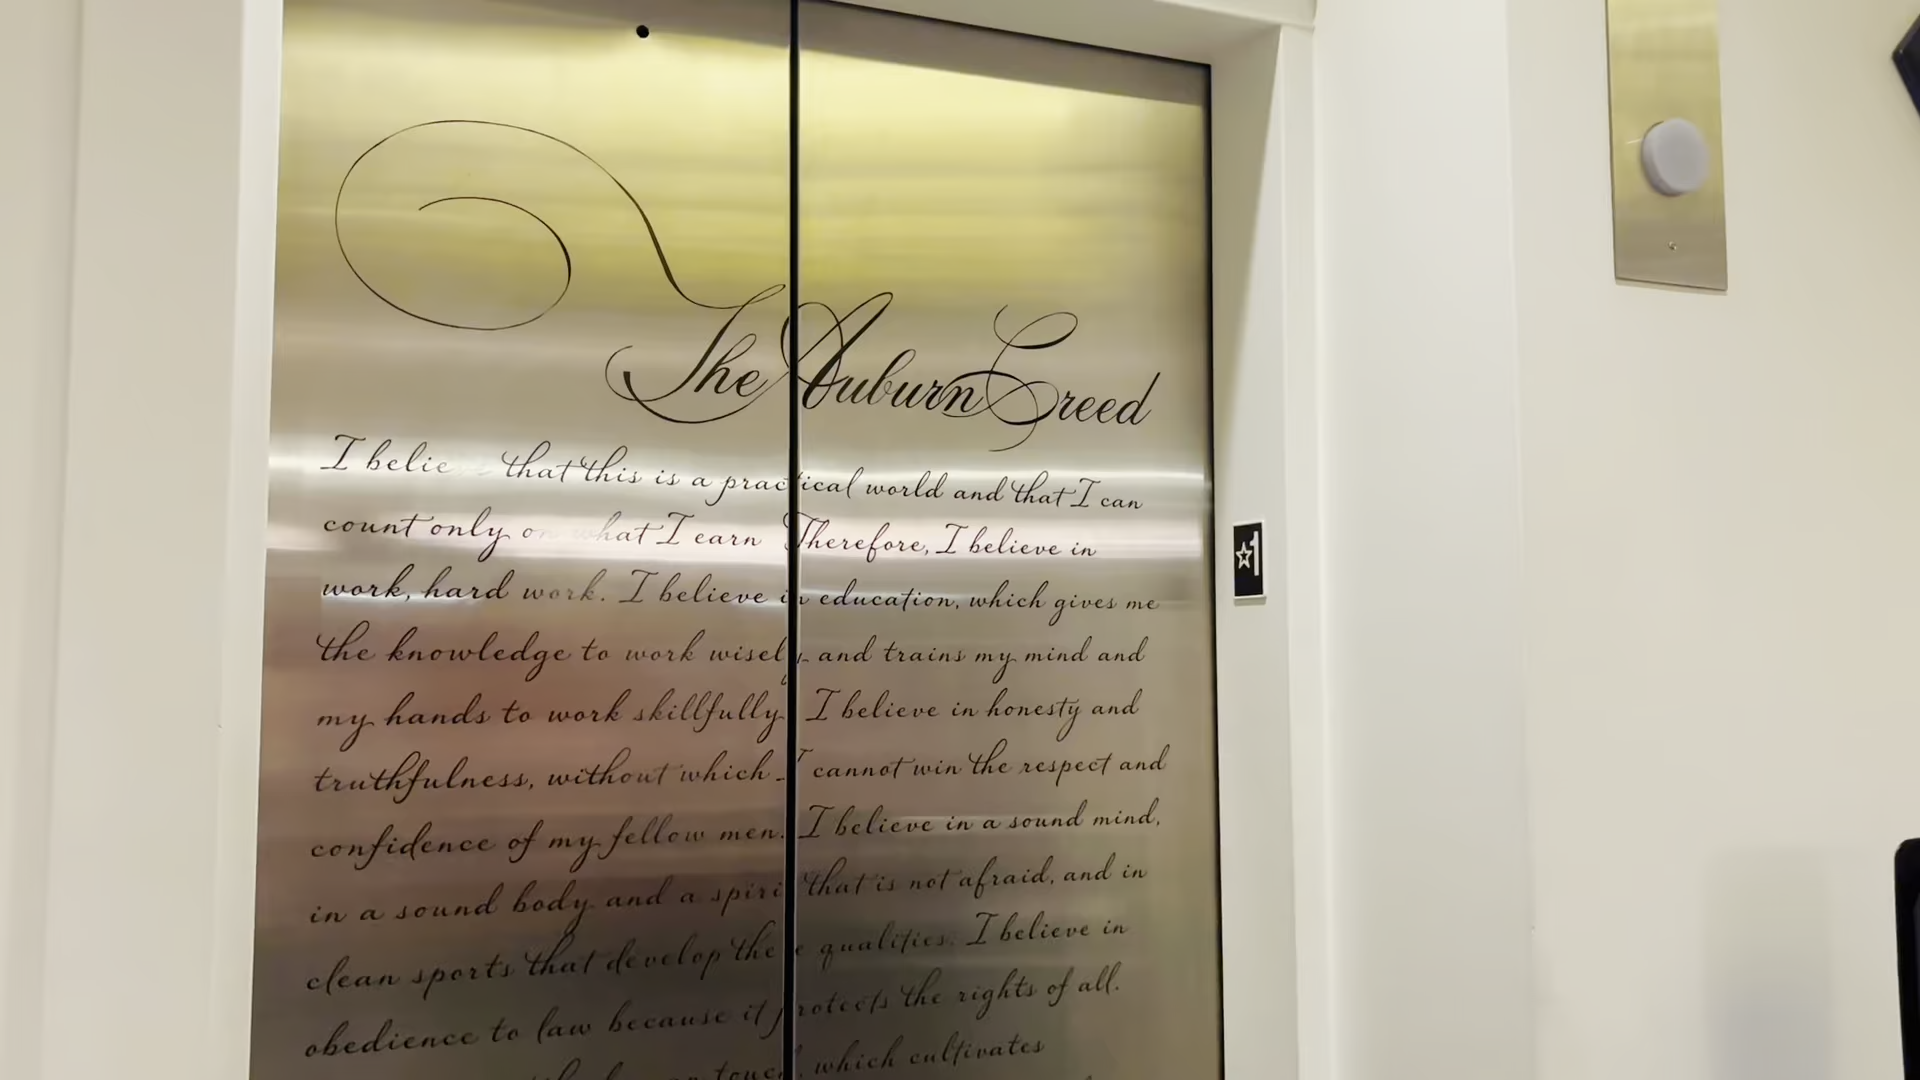 The Auburn Creed
I belie that this is a practical world and that I can
count only on what I earn Therefore, I believe in
work, hard work. I believe in education, which gives me
the knowledge to work wisely and trains my mind and
my hands to work skillfully I believe in honesty and
truthfulness, without which I cannot win the respect and
confidence of my fellow men. I believe in a sound mind,
in a sound body and a spirit that is not afraid, and in
clean sports that develop these qualities. I believe in
obedience to law because it protects the rights of all.
touch, which cultivates
☆1